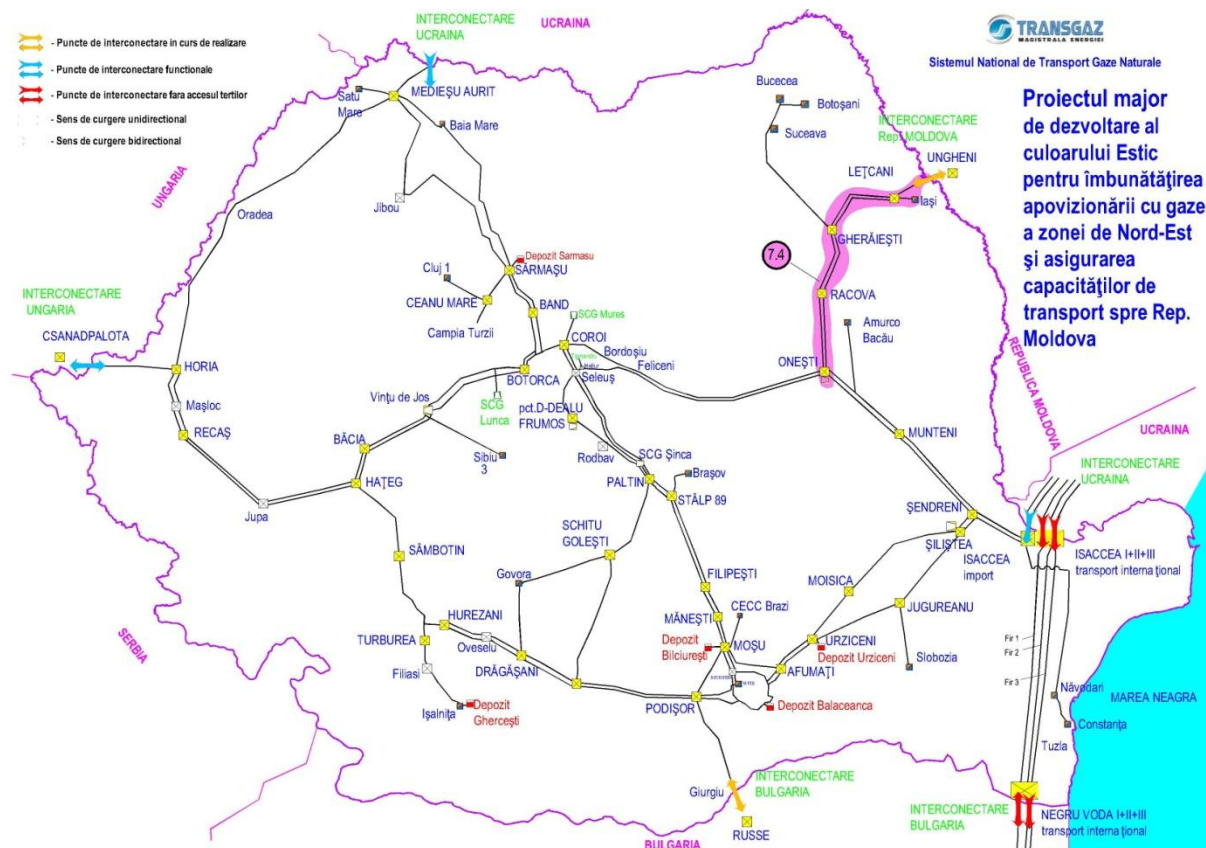 INTERCONECTARE
UCRAINA
UCRAINA
TRANSGAZ
MAGISTRALA ENERGIEI
Sistemul National de Transport Gaze Naturale
- Puncte de interconectare in curs de realizare
- Puncte de interconectare functionale
- Puncte de interconectare fara accesul tertilor
- Sens de curgere unidirectional
- Sens de curgere bidirectional
Proiectul major
de dezvoltare al
culoarului Estic
pentru îmbunătăţirea
apovizionării cu gaze
a zonei de Nord-Est
şi asigurarea
capacităţilor de
transport spre Rep.
Moldova
MEDIEŞU AURIT
Satu
Mare
Baia Mare
Bucecea
Botoşani
Suceava
INTERCONECTARE
Rep. MOLDOVA
UNGHENI
LEŢCANI
Iaşi
UNGARIA
Jibou
Oradea
GHERĂIEŞTI
7.4
Depozit Sarmasu
SĂRMAŞU
Cluj 1
CEANU MARE
BAND
Campia Turzii
RACOVA
INTERCONECTARE
UNGARIA
CSANADPALOTA
SCG Mures
COROI
Bordoşiu
Feliceni
Amurco
Bacău
REPUBLICA MOLDOVA
HORIA
Maşloc
RECAŞ
BOTORCA
Seleuş
ONEŞTI
SCG
Lunca
Vinţu de Jos
pct.D-DEALU
FRUMOS
UCRAINA
BĂCIA
Sibiu
3
Rodbav
SCG Şinca
MUNTENI
HAŢEG
PALTIN
Braşov
STÂLP 89
INTERCONECTARE
UCRAINA
Jupa
ŞENDRENI
SCHITU
GOLEŞTI
ŞILIŞTEA
ISACCEA
import
ISACCEA I+II+III
transport interna ţional
SÂMBOTIN
Govora
FILIPEŞTI
MOISICA
CECC Brazi
JUGUREANU
MĂNEŞTI
HUREZANI
TURBUREA
Oveselu
Depozit
Bilciureşti
MOŞU
URZICENI
Depozit Urziceni
Slobozia
Fir 1
Fir 2
Fir 3
SERBIA
Filiasi
DRĂGĂŞANI
AFUMAŢI
Işalniţa
Depozit
Gherceşti
PODIŞOR
Depozit Balaceanca
Năvodari
MAREA NEAGRA
Constanţa
Tuzla
Giurgiu
INTERCONECTARE
BULGARIA
RUSSE
BULGARIA
INTERCONECTARE
BULGARIA
NEGRU VODA I+II+III
transport interna ţional